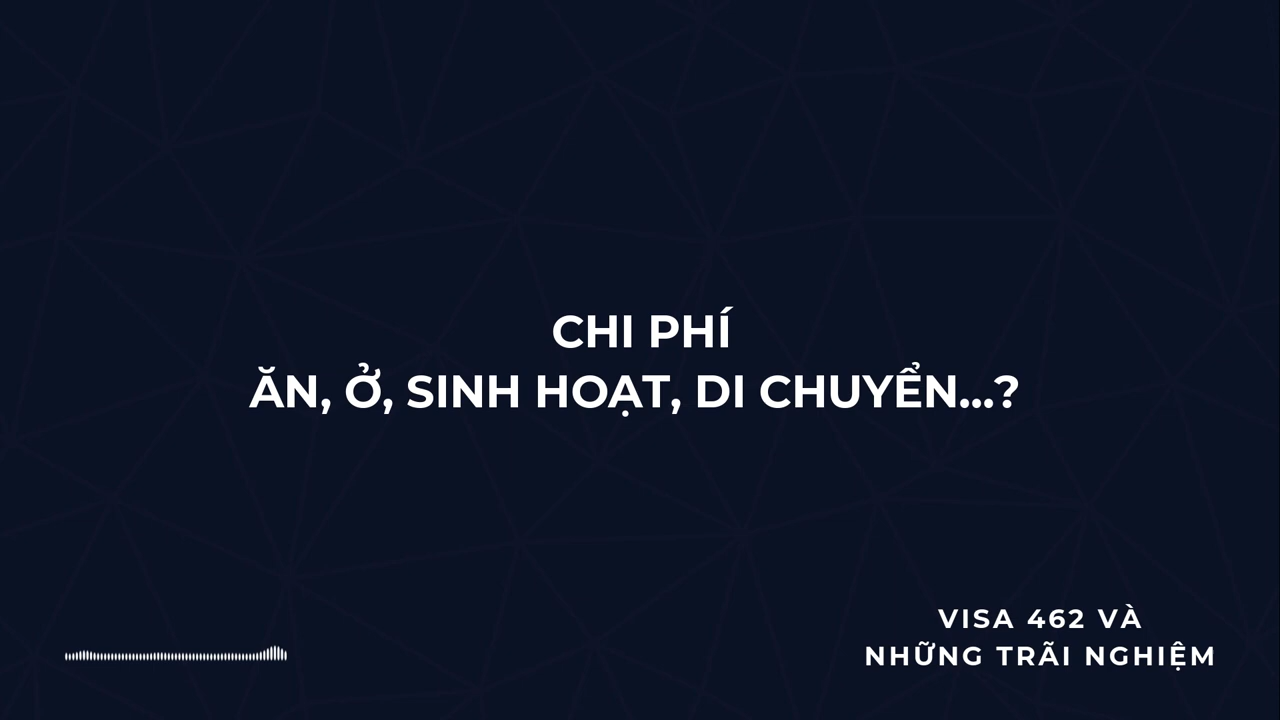 CHI PHÍ
ĂN, Ở, SINH HOẠT, DI CHUYỂN...?
VISA 462 VÀ
NHỮNG TRÃI NGHIỆM